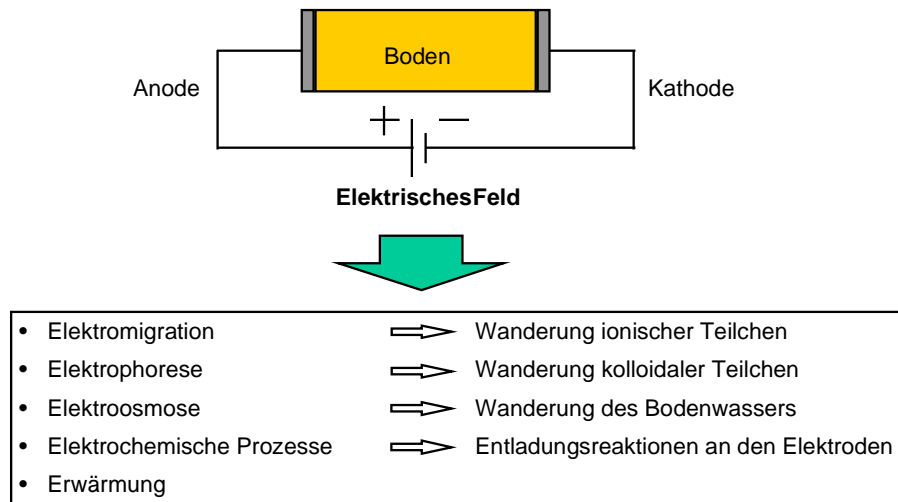 Boden
Anode
Kathode
+ −
ElektrischesFeld
• Elektromigration Wanderung ionischer Teilchen
• Elektrophorese Wanderung kolloidaler Teilchen
• Elektroosmose Wanderung des Bodenwassers
• Elektrochemische Prozesse Entladungsreaktionen an den Elektroden
• Erwärmung